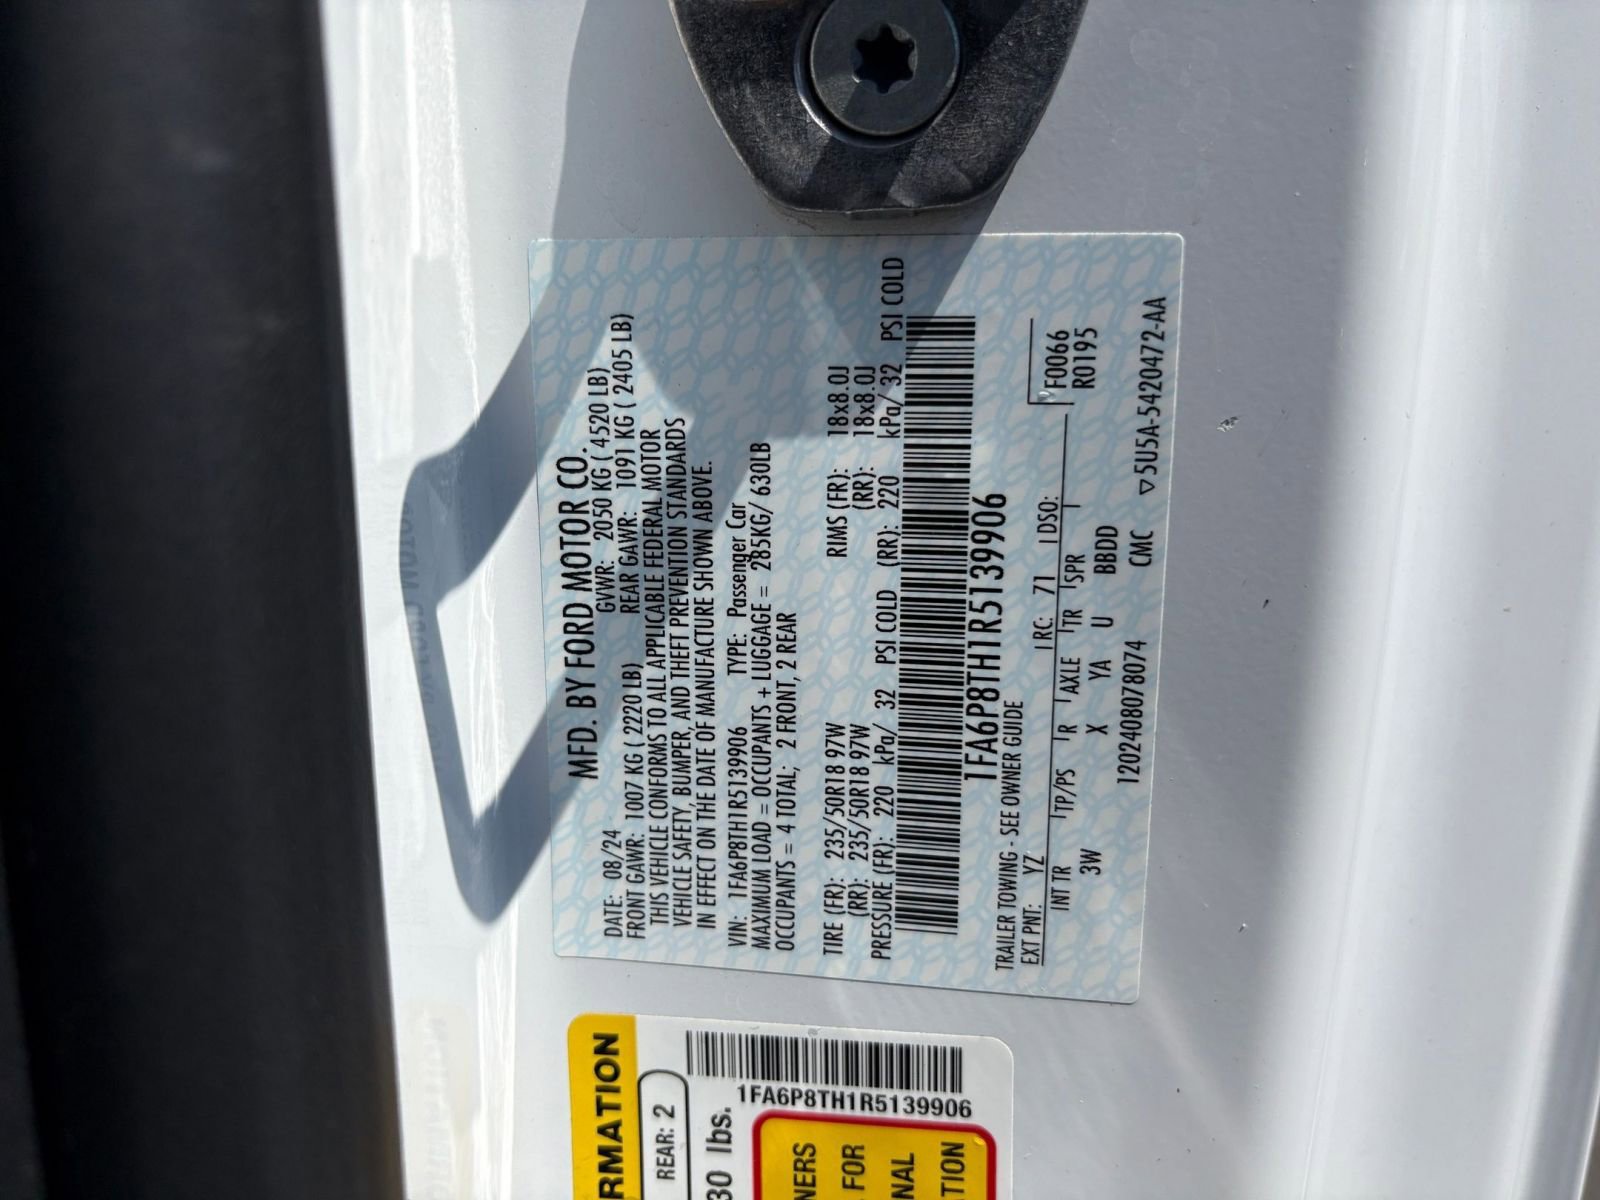 MFD. BY FORD MOTOR CO.
DATE: 08/24 GVWR: 2050 KG ( 4520 LB)
FRONT GAWR: 1007 KG ( 2220 LB) REAR GAWR: 1091 KG ( 2405 LB)
THIS VEHICLE CONFORMS TO ALL APPLICABLE FEDERAL MOTOR
VEHICLE SAFETY, BUMPER, AND THEFT PREVENTION STANDARDS
IN EFFECT ON THE DATE OF MANUFACTURE SHOWN ABOVE.
VIN: 1FA6P8TH1R5139906 TYPE: Passenger Car
MAXIMUM LOAD = OCCUPANTS + LUGGAGE = 285KG/ 630LB
OCCUPANTS = 4 TOTAL; 2 FRONT, 2 REAR
TIRE (FR): 235/50R18 97W RIMS (FR): 18x8.0J
(RR): 235/50R18 97W (RR): 18x8.0J
PRESSURE (FR): 220 kPa/ 32 PSI COLD (RR): 220 kPa/ 32 PSI COLD
1FA6P8TH1R5139906
TRAILER TOWING - SEE OWNER GUIDE
EXT PNT: YZ RC: 71 DSO: F0066
INT TR TP/PS R AXLE TR SPR R0195
3W X YA U BBDD
1202408078074 CMC ▽5U5A-5420472-AA
RMATION
REAR: 2
30 lbs.
1FA6P8TH1R5139906
NERS
FOR
NAL
TION